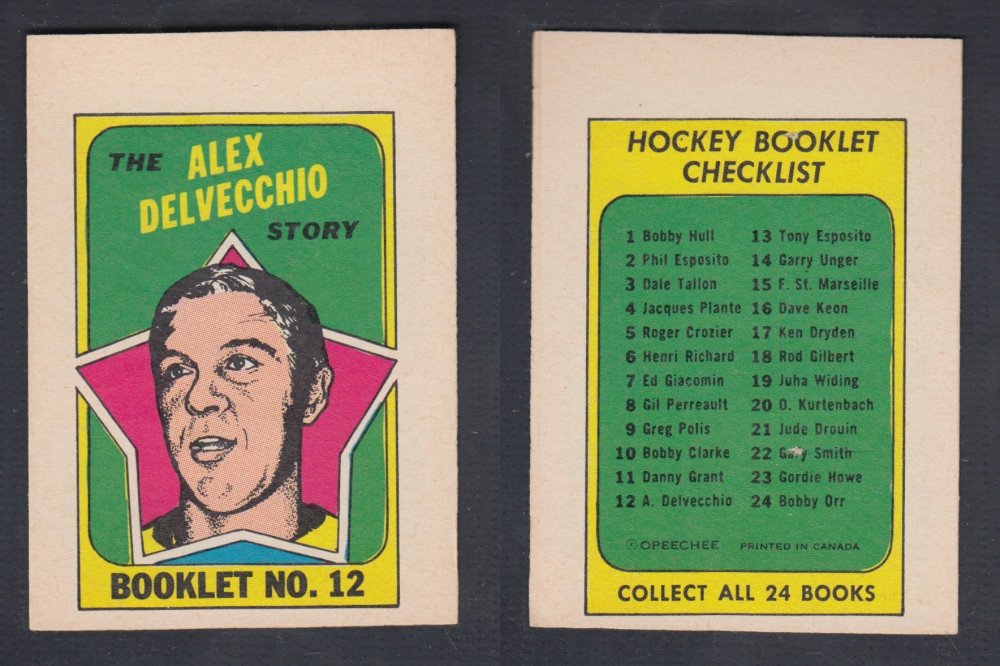 THE ALEX
DELVECCHIO
STORY
BOOKLET NO. 12
HOCKEY BOOKLET
CHECKLIST
1 Bobby Hull 13 Tony Esposito
2 Phil Esposito 14 Garry Unger
3 Dale Tallon 15 F. St. Marseille
4 Jacques Plante 16 Dave Keon
5 Roger Crozier 17 Ken Dryden
6 Henri Richard 18 Rod Gilbert
7 Ed Giacomin 19 Juha Widing
8 Gil Perreault 20 O. Kurtenbach
9 Greg Polis 21 Jude Drouin
10 Bobby Clarke 22 Gary Smith
11 Danny Grant 23 Gordie Howe
12 A. Delvecchio 24 Bobby Orr
© OPEECHEE PRINTED IN CANADA
COLLECT ALL 24 BOOKS